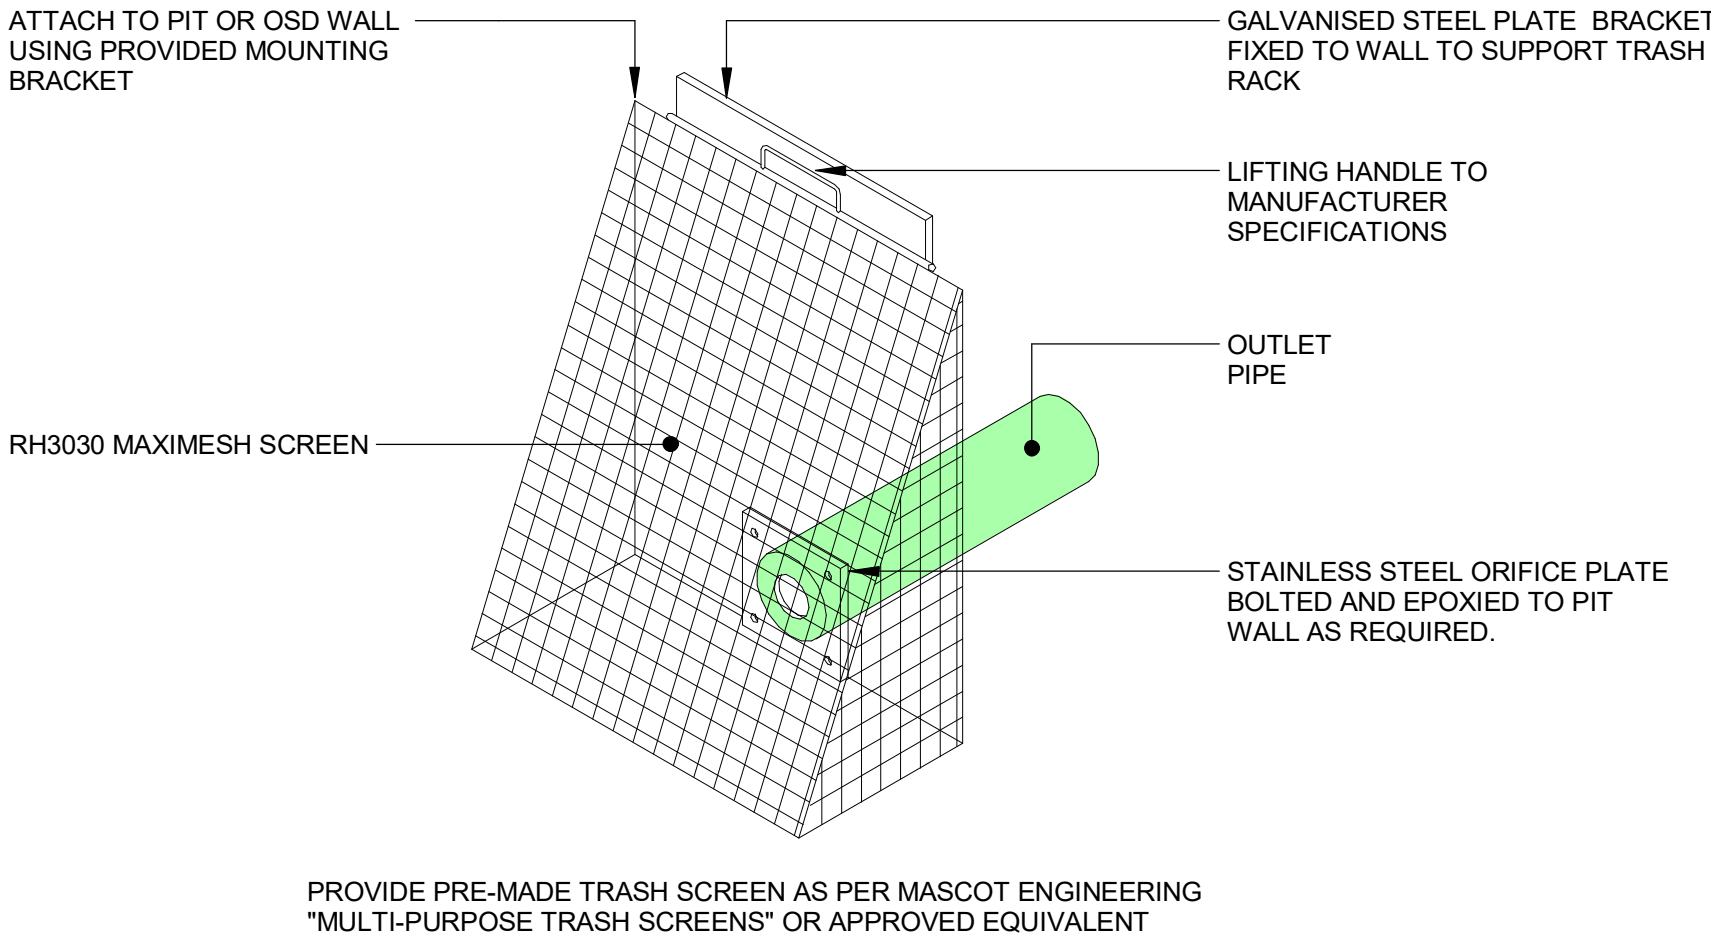 ATTACH TO PIT OR OSD WALL
USING PROVIDED MOUNTING
BRACKET
GALVANISED STEEL PLATE BRACKET
FIXED TO WALL TO SUPPORT TRASH
RACK
LIFTING HANDLE TO
MANUFACTURER
SPECIFICATIONS
OUTLET
PIPE
RH3030 MAXIMESH SCREEN
STAINLESS STEEL ORIFICE PLATE
BOLTED AND EPOXIED TO PIT
WALL AS REQUIRED.
PROVIDE PRE-MADE TRASH SCREEN AS PER MASCOT ENGINEERING
"MULTI-PURPOSE TRASH SCREENS" OR APPROVED EQUIVALENT